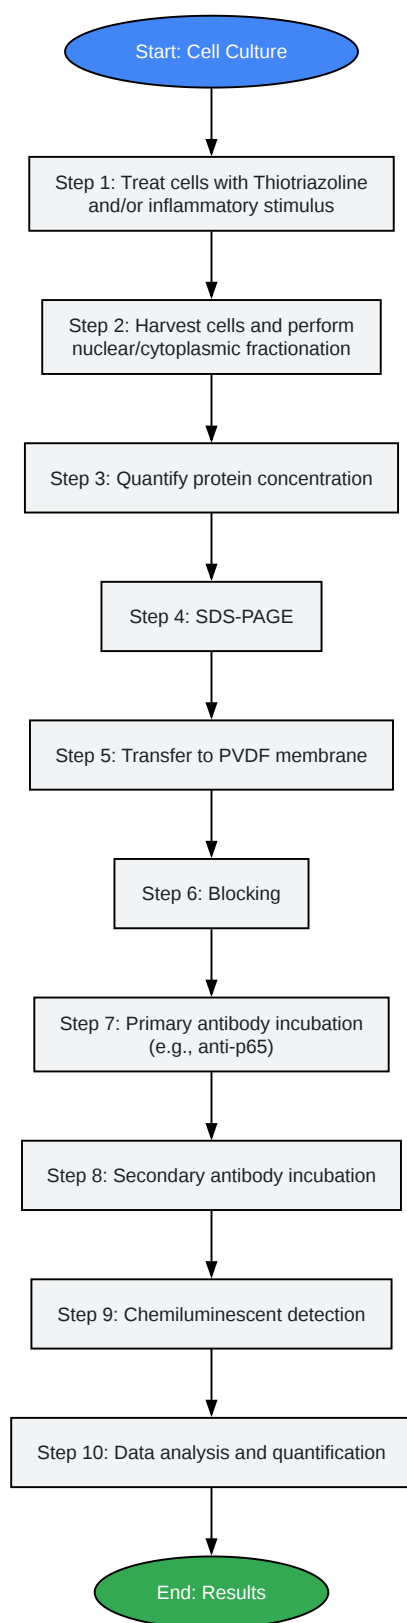 Start: Cell Culture
Step 1: Treat cells with Thiotriazoline
and/or inflammatory stimulus
Step 2: Harvest cells and perform
nuclear/cytoplasmic fractionation
Step 3: Quantify protein concentration
Step 4: SDS-PAGE
Step 5: Transfer to PVDF membrane
Step 6: Blocking
Step 7: Primary antibody incubation
(e.g., anti-p65)
Step 8: Secondary antibody incubation
Step 9: Chemiluminescent detection
Step 10: Data analysis and quantification
End: Results